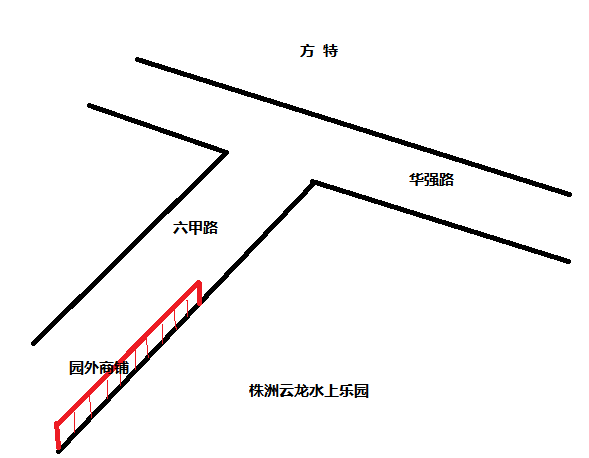 方 特
华强路
六甲路
园外商铺
株洲云龙水上乐园